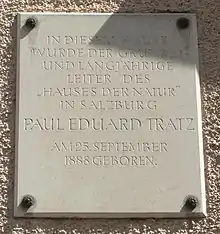 IN DIESEM
WURDE DER
UND LANGJÄHRIGE
LEITER DES
„HAUSES DER NATUR"
IN SALZBURG
PAUL EDUARD TRATZ
AM 25. SEPTEMBER
1888 GEBOREN.